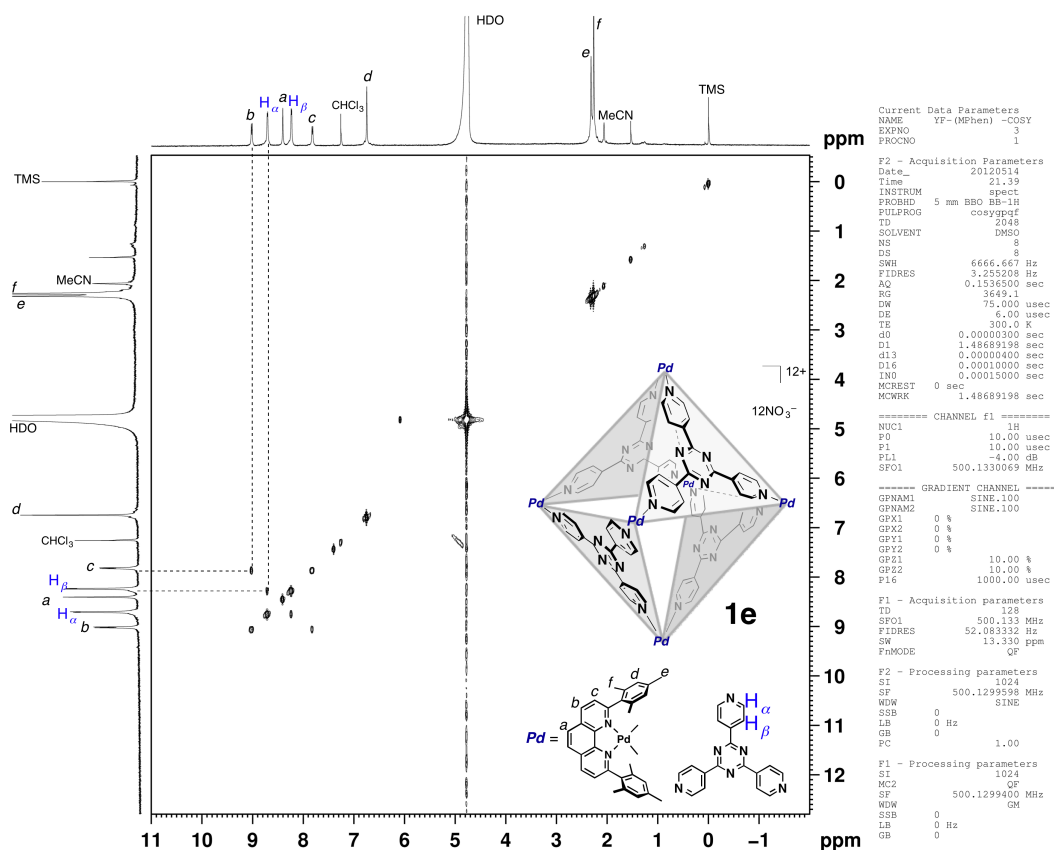 HDO
f
e
d
H α
a
H β
b
c
CHCl3
MeCN
TMS
ppm
TMS
MeCN
f
e
HDO
d
CHCl3
c
H β
a
H α
b
0
1
2
3
4
5
6
7
8
9
10
11
12
11 10 9 8 7 6 5 4 3 2 1 0 −1 ppm
Pd
12+
12NO3−
N
N
N
N
N
N
N
N
N
N
N
N
Pd
Pd
Pd
Pd
N
N
N
N
N
N
N
N
N
N
N
N
1e
Pd
f d e
b c
a
N
Pd = Pd
N
N
H α
H β
N N
N
N N
Current Data Parameters
NAME YF-(MPhen) -COSY
EXPNO 3
PROCNO 1
F2 - Acquisition Parameters
Date_ 20120514
Time 21.39
INSTRUM spect
PROBHD 5 mm BBO BB-1H
PULPROG cosygpqf
TD 2048
SOLVENT DMSO
NS 8
DS 8
SWH 6666.667 Hz
FIDRES 3.255208 Hz
AQ 0.1536500 sec
RG 3649.1
DW 75.000 usec
DE 6.00 usec
TE 300.0 K
d0 0.00000300 sec
D1 1.48689198 sec
d13 0.00000400 sec
D16 0.00010000 sec
IN0 0.00015000 sec
MCREST 0 sec
MCWRK 1.48689198 sec
======== CHANNEL f1 ========
NUC1 1H
P0 10.00 usec
P1 10.00 usec
PL1 -4.00 dB
SFO1 500.1330069 MHz
====== GRADIENT CHANNEL =====
GPNAM1 SINE.100
GPNAM2 SINE.100
GPX1 0 %
GPX2 0 %
GPY1 0 %
GPY2 0 %
GPZ1 10.00 %
GPZ2 10.00 %
P16 1000.00 usec
F1 - Acquisition parameters
TD 128
SFO1 500.133 MHz
FIDRES 52.083332 Hz
SW 13.330 ppm
FnMODE QF
F2 - Processing parameters
SI 1024
SF 500.1299598 MHz
WDW SINE
SSB 0
LB 0 Hz
GB 0
PC 1.00
F1 - Processing parameters
SI 1024
MC2 QF
SF 500.1299400 MHz
WDW GM
SSB 0
LB 0 Hz
GB 0